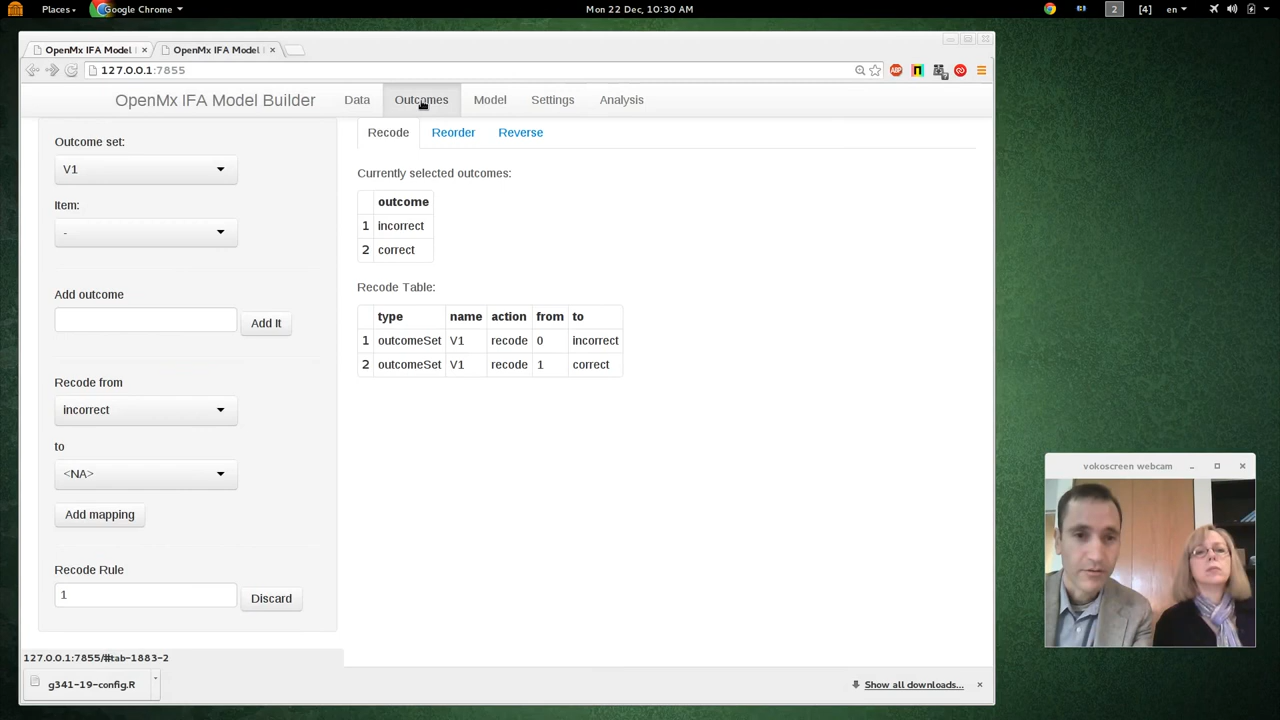 Places
Google Chrome
Mon 22 Dec, 10:30 AM
2
[4]
en
OpenMx IFA Model
OpenMx IFA Model
127.0.0.1:7855
ABP
OpenMx IFA Model Builder
Data
Outcomes
Model
Settings
Analysis
Outcome set:
V1
Item:
-
Add outcome
Add It
Recode from
incorrect
to
<NA>
Add mapping
Recode Rule
1
Discard
Recode
Reorder
Reverse
Currently selected outcomes:
outcome
1 incorrect
2 correct
Recode Table:
type name action from to
1 outcomeSet V1 recode 0 incorrect
2 outcomeSet V1 recode 1 correct
vokoscreen webcam
127.0.0.1:7855/#tab-1883-2
g341-19-config.R
Show all downloads...